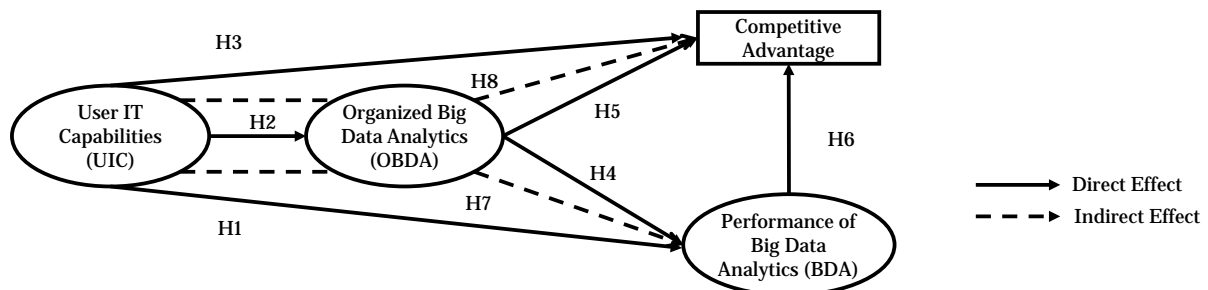 H3
Competitive
Advantage
H8
User IT
Capabilities
(UIC)
H2
Organized Big
Data Analytics
(OBDA)
H5
H6
H4
H7
H1
Performance of
Big Data
Analytics (BDA)
Direct Effect
Indirect Effect